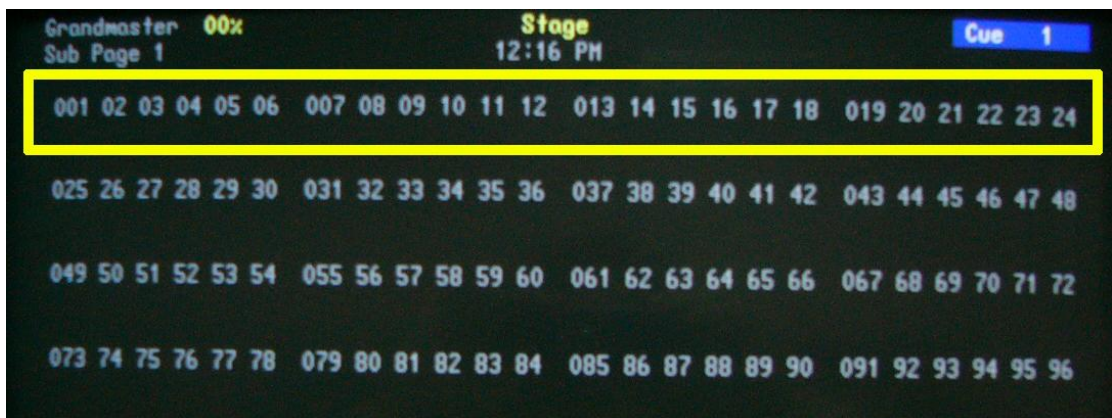 Grandmaster 00% Stage Cue 1
Sub Page 1 12:16 PM
001 02 03 04 05 06 007 08 09 10 11 12 013 14 15 16 17 18 019 20 21 22 23 24
025 26 27 28 29 30 031 32 33 34 35 36 037 38 39 40 41 42 043 44 45 46 47 48
049 50 51 52 53 54 055 56 57 58 59 60 061 62 63 64 65 66 067 68 69 70 71 72
073 74 75 76 77 78 079 80 81 82 83 84 085 86 87 88 89 90 091 92 93 94 95 96